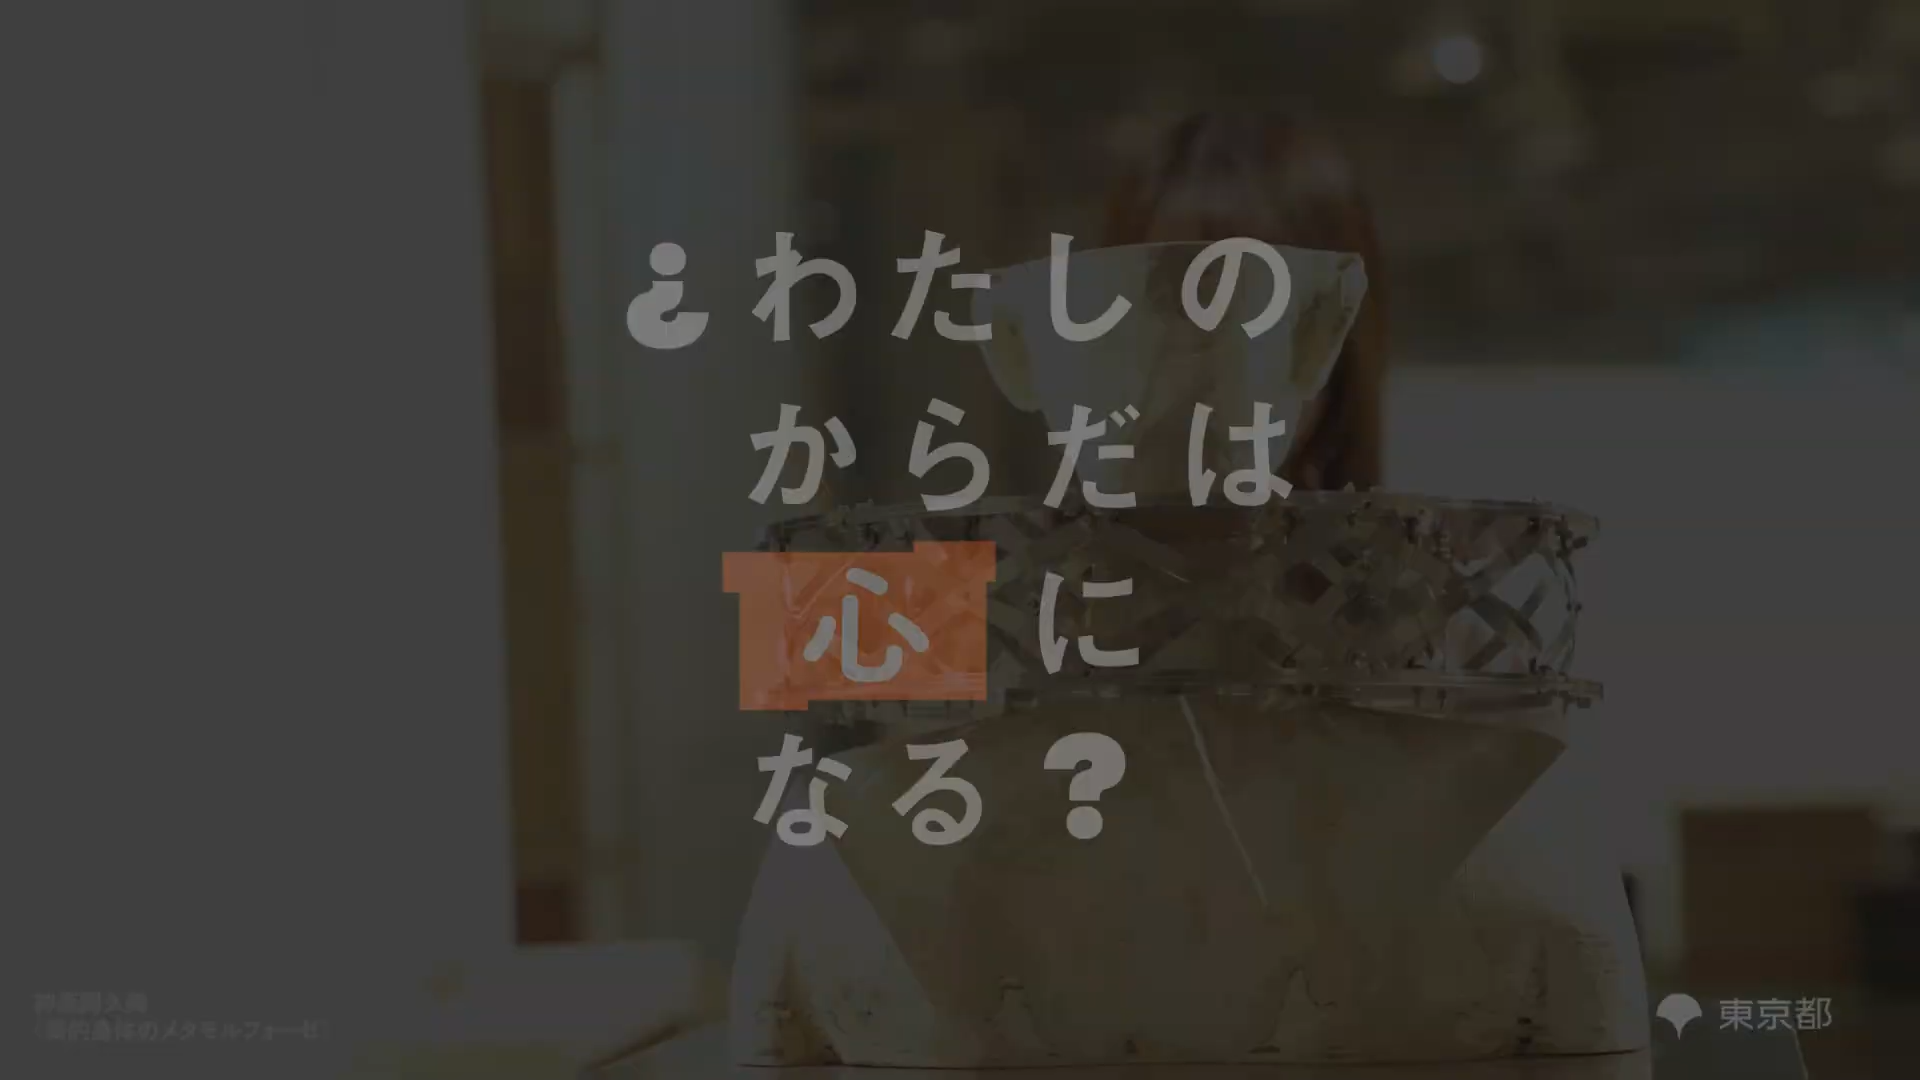 ¿わたしの
からだは
心に
なる?
東京都